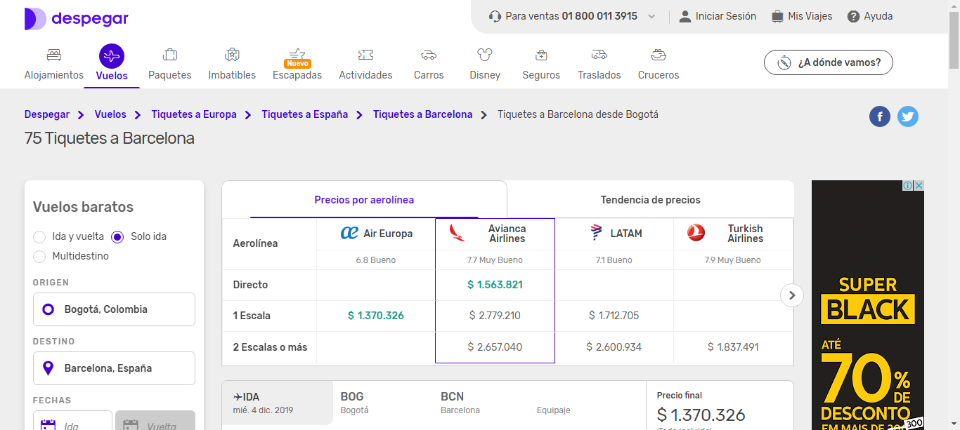 despegar
Para ventas 01 800 011 3915
Iniciar Sesión
Mis Viajes
Ayuda
Alojamientos
Vuelos
Paquetes
Imbatibles
Nuevo
Escapadas
Actividades
Carros
Disney
Seguros
Traslados
Cruceros
¿A dónde vamos?
Despegar > Vuelos > Tiquetes a Europa > Tiquetes a España > Tiquetes a Barcelona > Tiquetes a Barcelona desde Bogotá
75 Tiquetes a Barcelona
Vuelos baratos
Ida y vuelta
Solo ida
Multidestino
ORIGEN
Bogotá, Colombia
DESTINO
Barcelona, España
FECHAS
Ida
Vuelta
Precios por aerolínea
Tendencia de precios
Aerolínea
Air Europa
Avianca Airlines
LATAM
Turkish Airlines
6.8 Bueno
7.7 Muy Bueno
7.1 Bueno
7.9 Muy Bueno
Directo
$ 1.563.821
1 Escala
$ 1.370.326
$ 2.779.210
$ 1.712.705
2 Escalas o más
$ 2.657.040
$ 2.600.934
$ 1.837.491
IDA
mié. 4 dic. 2019
BOG
Bogotá
BCN
Barcelona
Equipaje
Precio final
$ 1.370.326
SUPER
BLACK
ATÉ
70%
DE
DESCONTO
EM MAIS DE
300